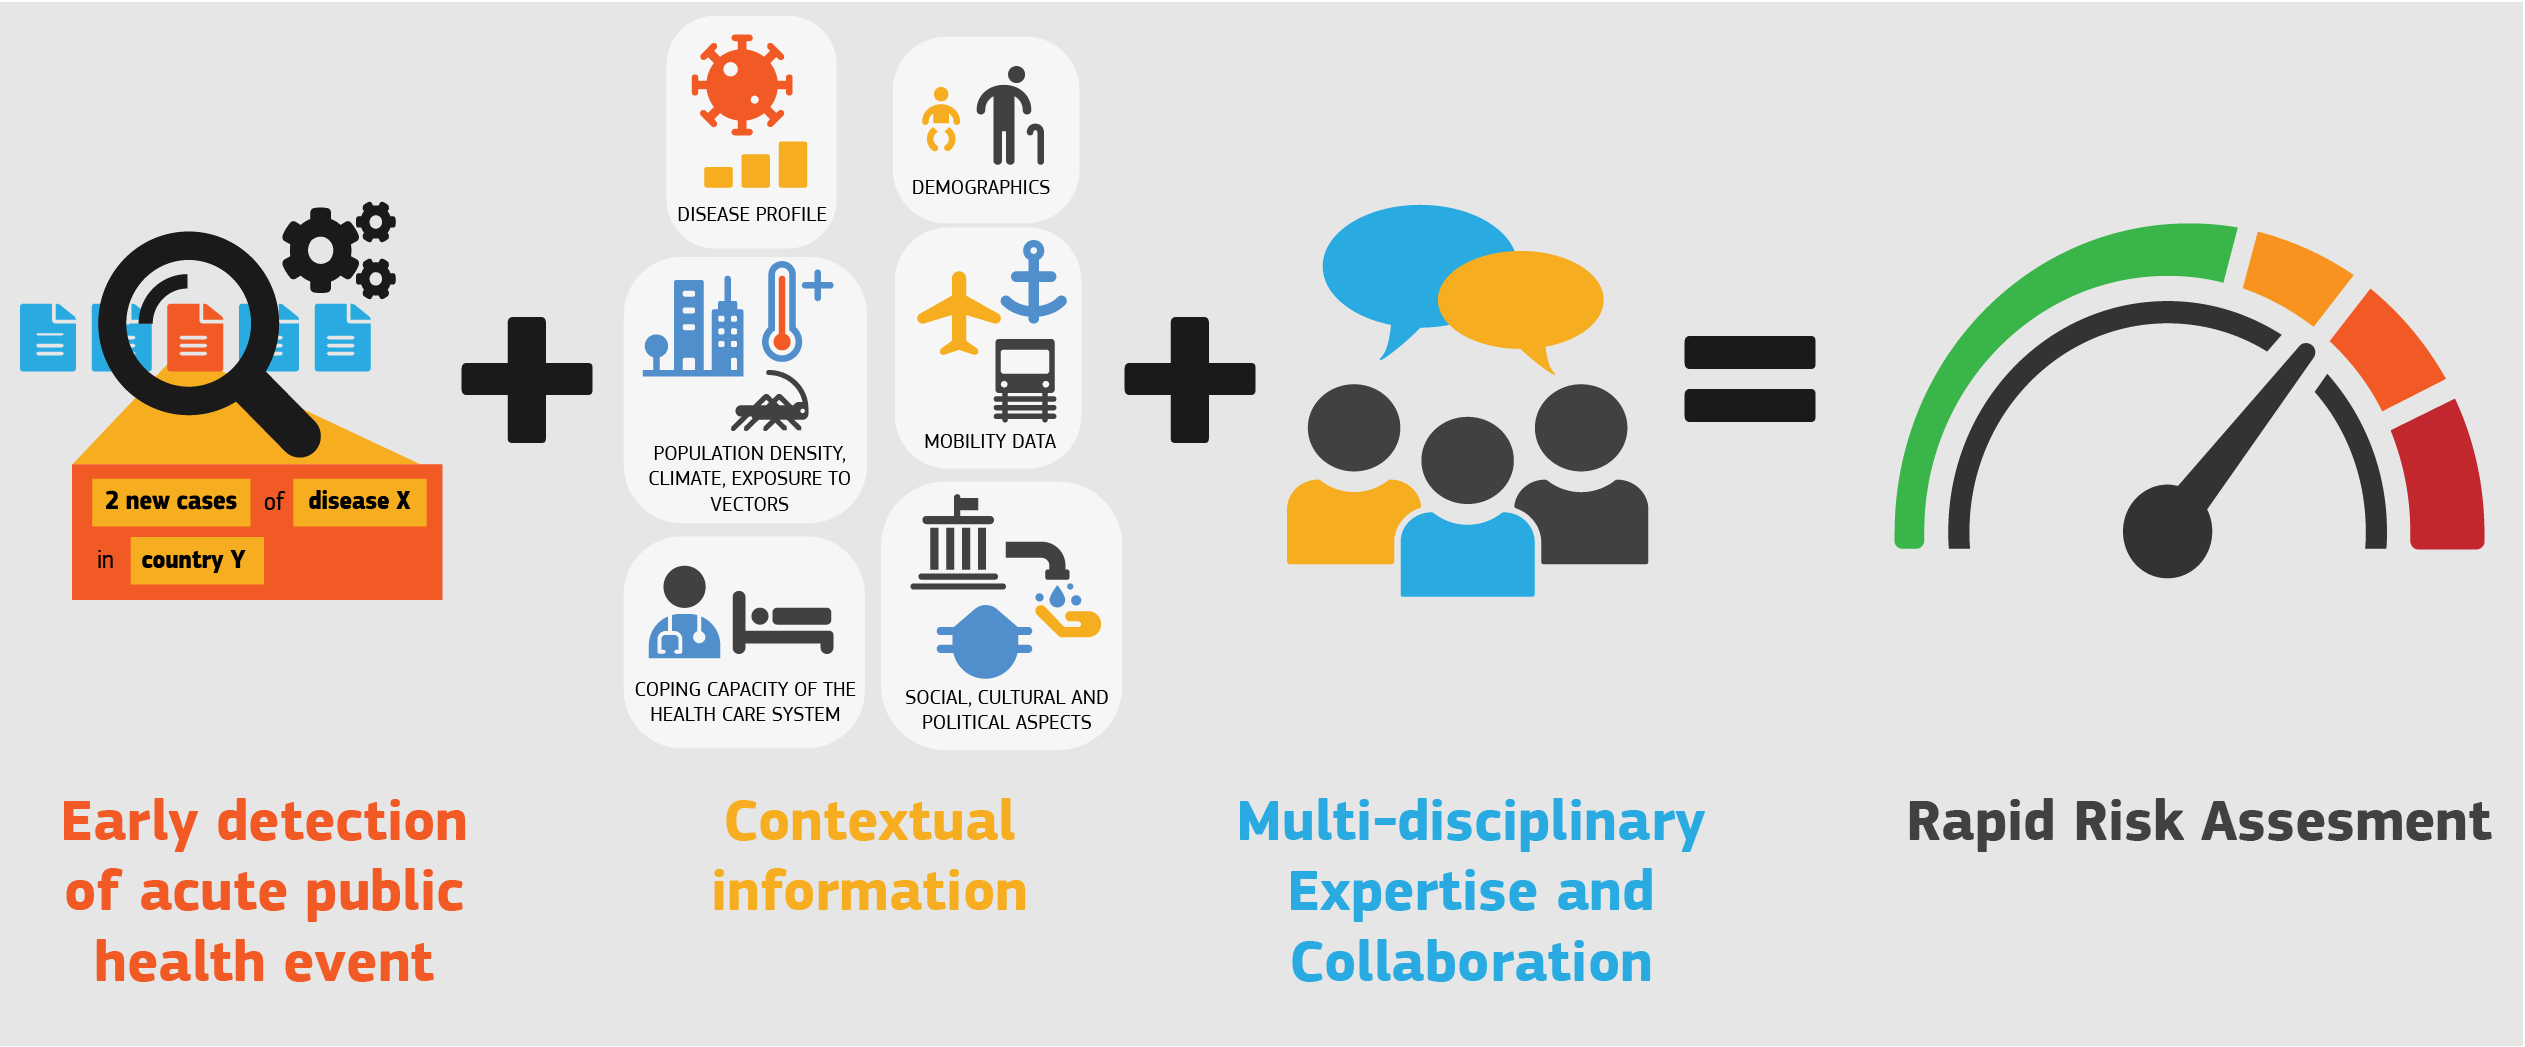 2 new cases of disease X
in country Y
DISEASE PROFILE
DEMOGRAPHICS
POPULATION DENSITY,
CLIMATE, EXPOSURE TO
VECTORS
MOBILITY DATA
COPING CAPACITY OF THE
HEALTH CARE SYSTEM
SOCIAL, CULTURAL AND
POLITICAL ASPECTS
Early detection
of acute public
health event
Contextual
information
Multi-disciplinary
Expertise and
Collaboration
Rapid Risk Assesment